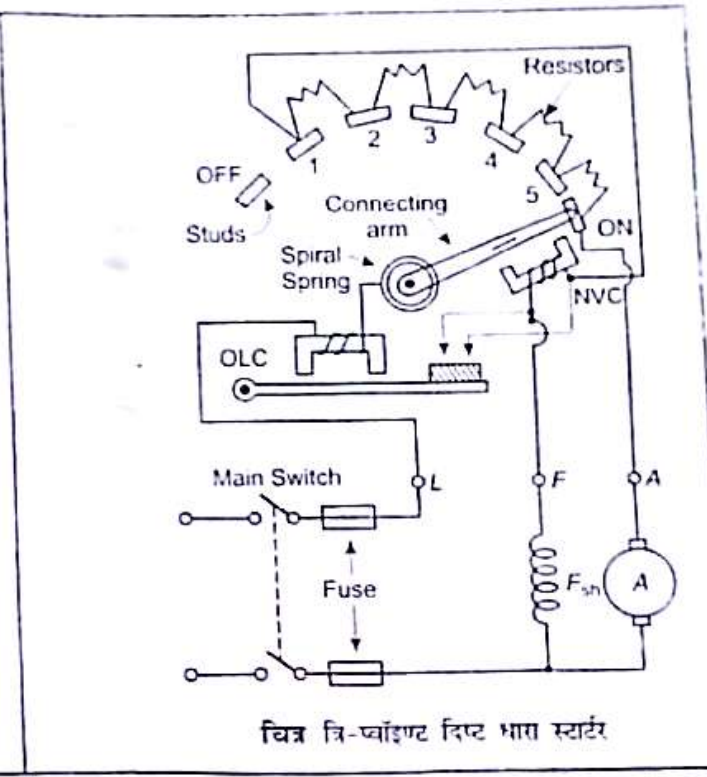 Resistors
1
2
3
4
5
OFF
ON
Studs
Connecting
arm
Spiral
Spring
NVC
OLC
Main Switch
L
F
A
Fuse
Fsh
A
चित्र त्रि-प्वॉइण्ट दिष्ट धारा स्टार्टर